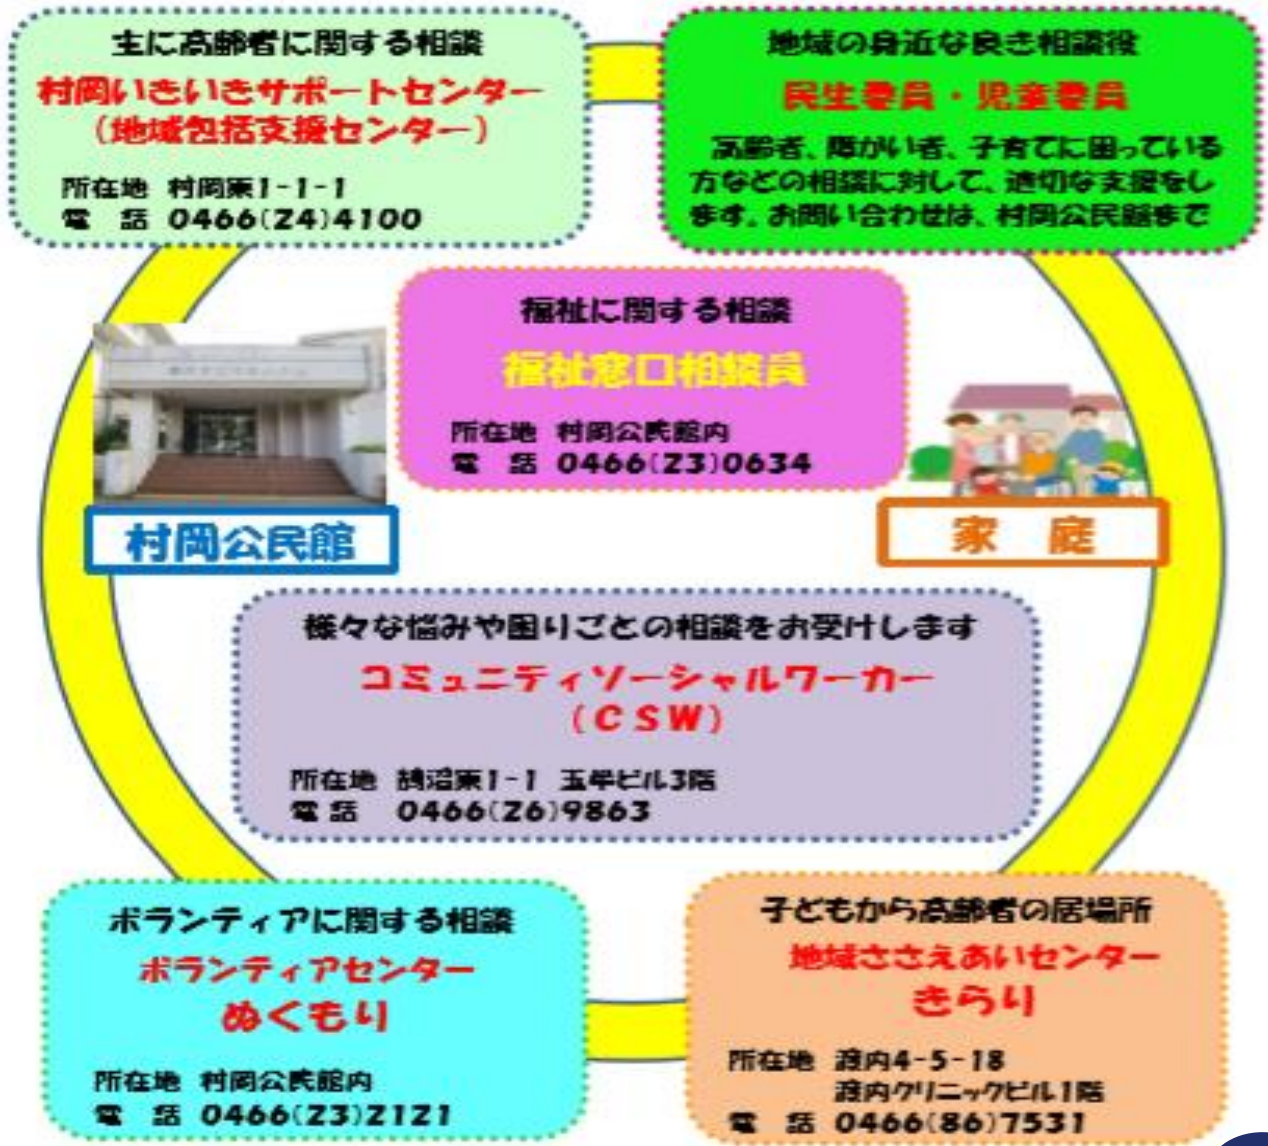 主に高齢者に関する相談
村岡いきいきサポートセンター
(地域包括支援センター)
所在地 村岡東1-1-1
電 話 0466(24)4100
地域の身近な良き相談役
民生委員・児童委員
高齢者、障がい者、子育てに困っている
方などの相談に対して、適切な支援をし
ます。お問い合わせは、村岡公民館まで
福祉に関する相談
福祉窓口相談員
所在地 村岡公民館内
電 話 0466(23)0634
村岡公民館
家 庭
様々な悩みや困りごとの相談をお受けします
コミュニティソーシャルワーカー
(CSW)
所在地 鵠沼東1-1 玉半ビル3階
電 話 0466(26)9863
ボランティアに関する相談
ボランティアセンター
ぬくもり
所在地 村岡公民館内
電 話 0466(23)2121
子どもから高齢者の居場所
地域ささえあいセンター
きらり
所在地 渡内4-5-18
渡内クリニックビル1階
電 話 0466(86)7531